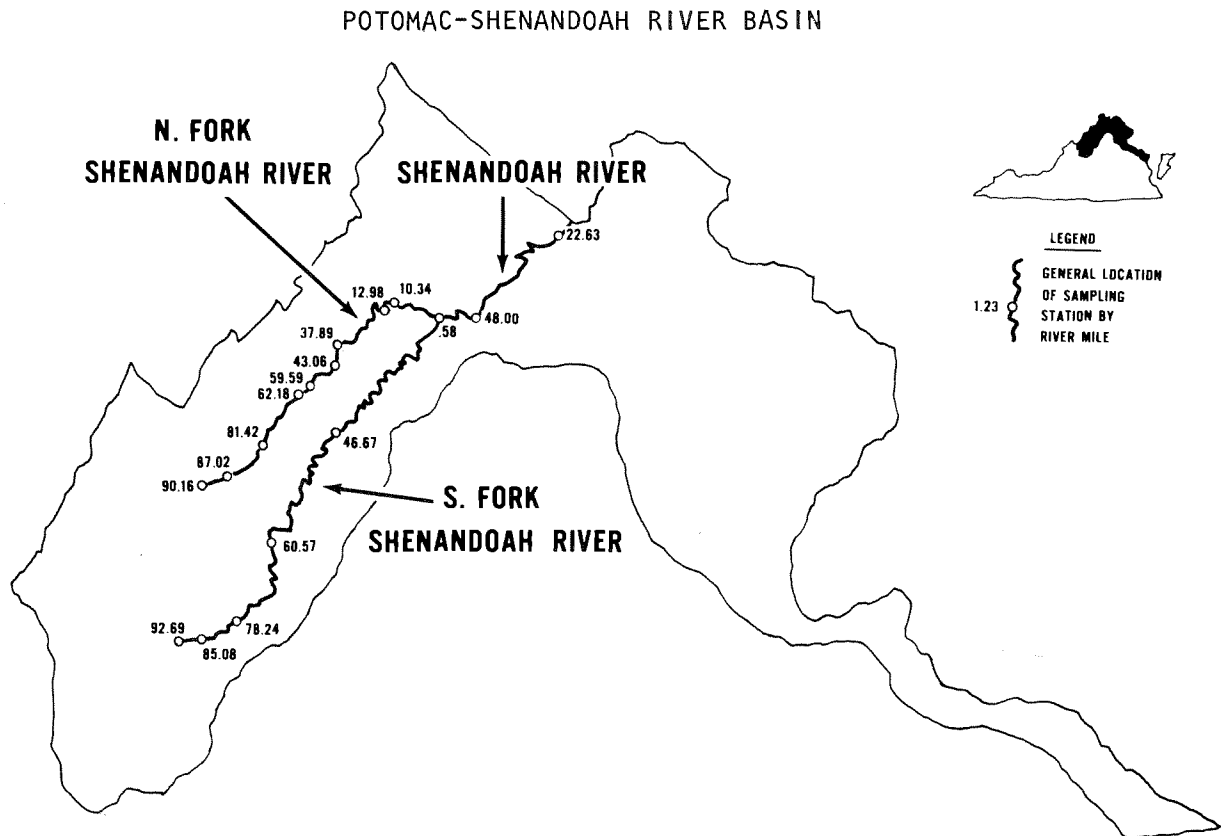 POTOMAC-SHENANDOAH RIVER BASIN
N. FORK
SHENANDOAH RIVER
SHENANDOAH RIVER
22.63
LEGEND
GENERAL LOCATION
OF SAMPLING
STATION BY
RIVER MILE
1.23
12.98
10.34
.58
48.00
37.89
43.06
59.59
62.18
81.42
46.67
87.02
90.16
S. FORK
SHENANDOAH RIVER
60.57
92.69
78.24
85.08